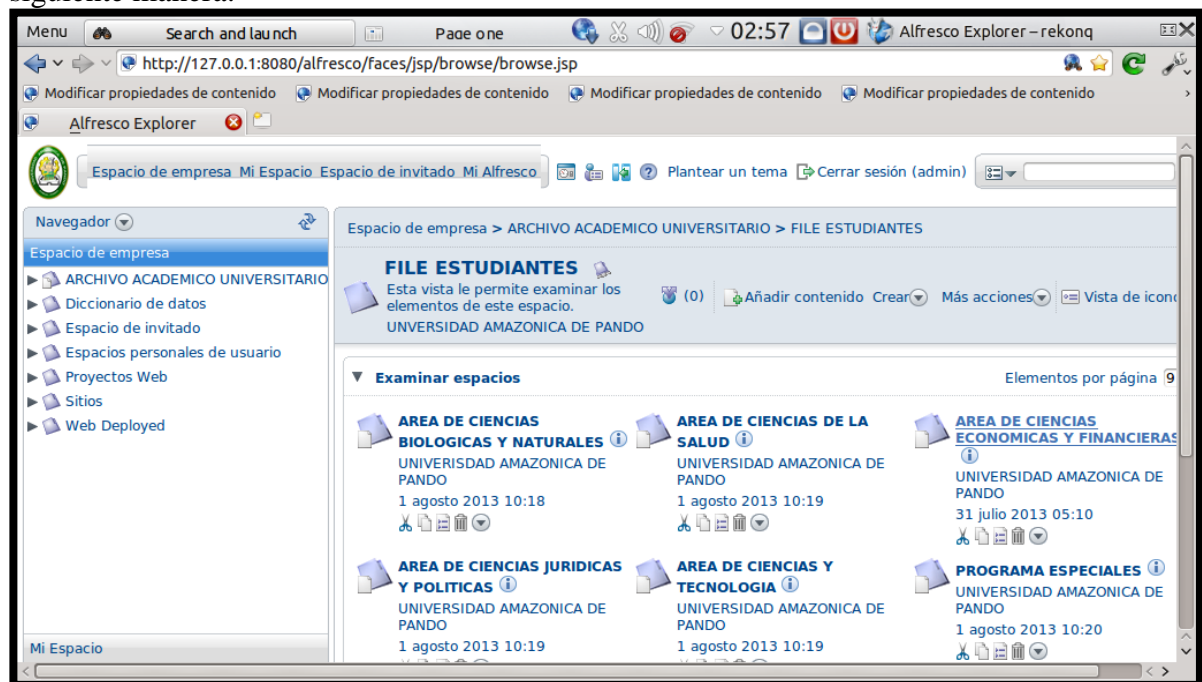 siguiente manera:
Menu Search and launch Page one 02:57 Alfresco Explorer – rekonq
http://127.0.0.1:8080/alfresco/faces/jsp/browse/browse.jsp
Modificar propiedades de contenido Modificar propiedades de contenido Modificar propiedades de contenido Modificar propiedades de contenido
Alfresco Explorer
Espacio de empresa Mi Espacio Espacio de invitado Mi Alfresco Plantear un tema Cerrar sesión (admin)
Navegador
Espacio de empresa
ARCHIVO ACADEMICO UNIVERSITARIO
Diccionario de datos
Espacio de invitado
Espacios personales de usuario
Proyectos Web
Sitios
Web Deployed
Mi Espacio
Espacio de empresa > ARCHIVO ACADEMICO UNIVERSITARIO > FILE ESTUDIANTES
FILE ESTUDIANTES
Esta vista le permite examinar los
elementos de este espacio.
UNVERSIDAD AMAZONICA DE PANDO
(0) Añadir contenido Crear Más acciones Vista de icono
Examinar espacios Elementos por página 9
AREA DE CIENCIAS
BIOLOGICAS Y NATURALES
UNIVERISDAD AMAZONICA DE
PANDO
1 agosto 2013 10:18
AREA DE CIENCIAS DE LA
SALUD
UNIVERSIDAD AMAZONICA DE
PANDO
1 agosto 2013 10:19
AREA DE CIENCIAS
ECONOMICAS Y FINANCIERAS
UNIVERSIDAD AMAZONICA DE
PANDO
31 julio 2013 05:10
AREA DE CIENCIAS JURIDICAS
Y POLITICAS
UNIVERSIDAD AMAZONICA DE
PANDO
1 agosto 2013 10:19
AREA DE CIENCIAS Y
TECNOLOGIA
UNIVERSIDAD AMAZONICA DE
PANDO
1 agosto 2013 10:19
PROGRAMA ESPECIALES
UNIVERSIDAD AMAZONICA DE
PANDO
1 agosto 2013 10:20